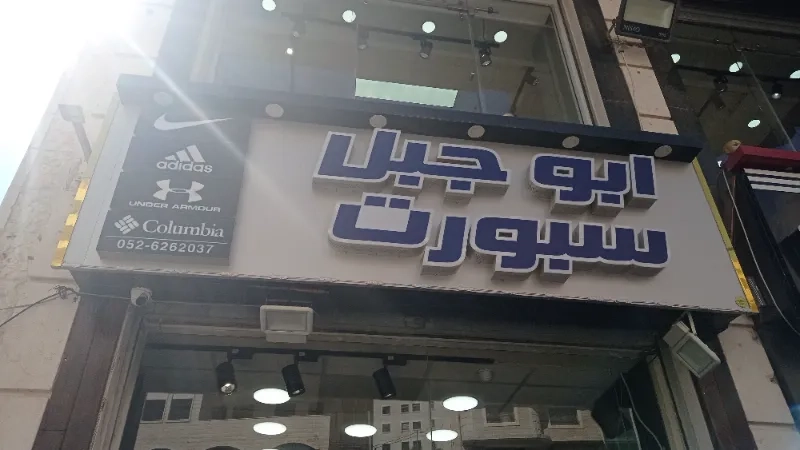 ابو جبل
سبورت
adidas
UNDER ARMOUR
Columbia
052-6262037